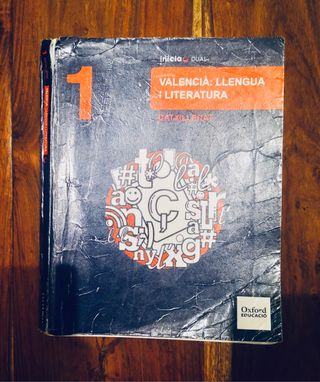 inicia DUAL
1
VALENCIÀ: LLENGUA
I LITERATURA
BATXILLERAT
Oxford
EDUCACIÓ